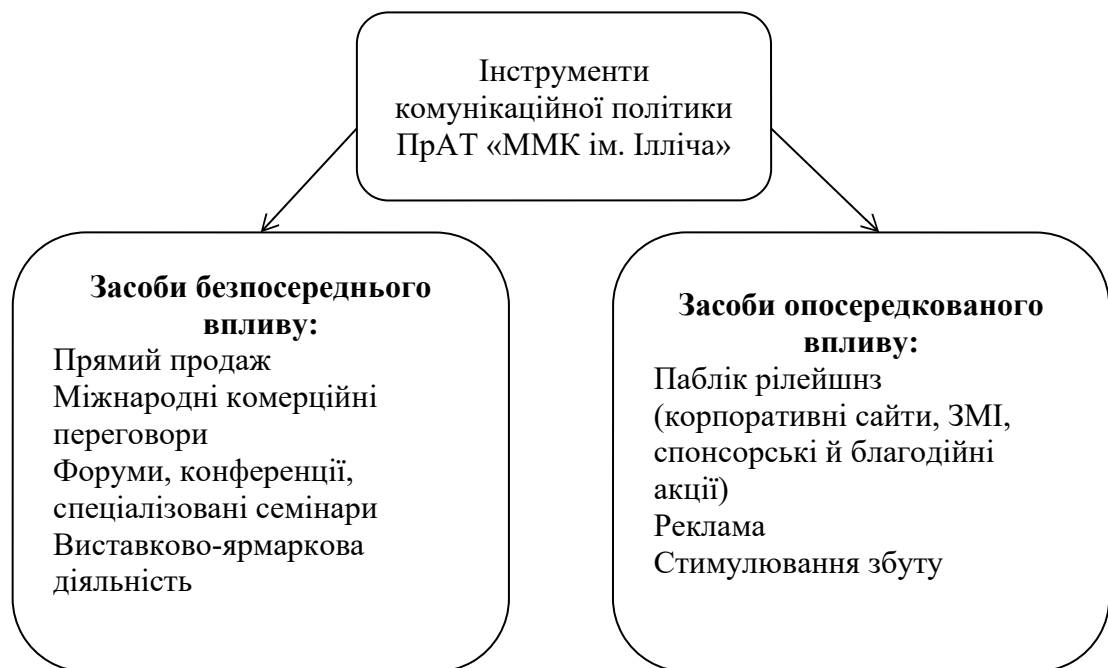 Інструменти
комунікаційної політики
ПрАТ «ММК ім. Ілліча»
Засоби безпосереднього
впливу:
Прямий продаж
Міжнародні комерційні
переговори
Форуми, конференції,
спеціалізовані семінари
Виставково-ярмаркова
діяльність
Засоби опосередкованого
впливу:
Паблік рілейшнз
(корпоративні сайти, ЗМІ,
спонсорські й благодійні
акції)
Реклама
Стимулювання збуту